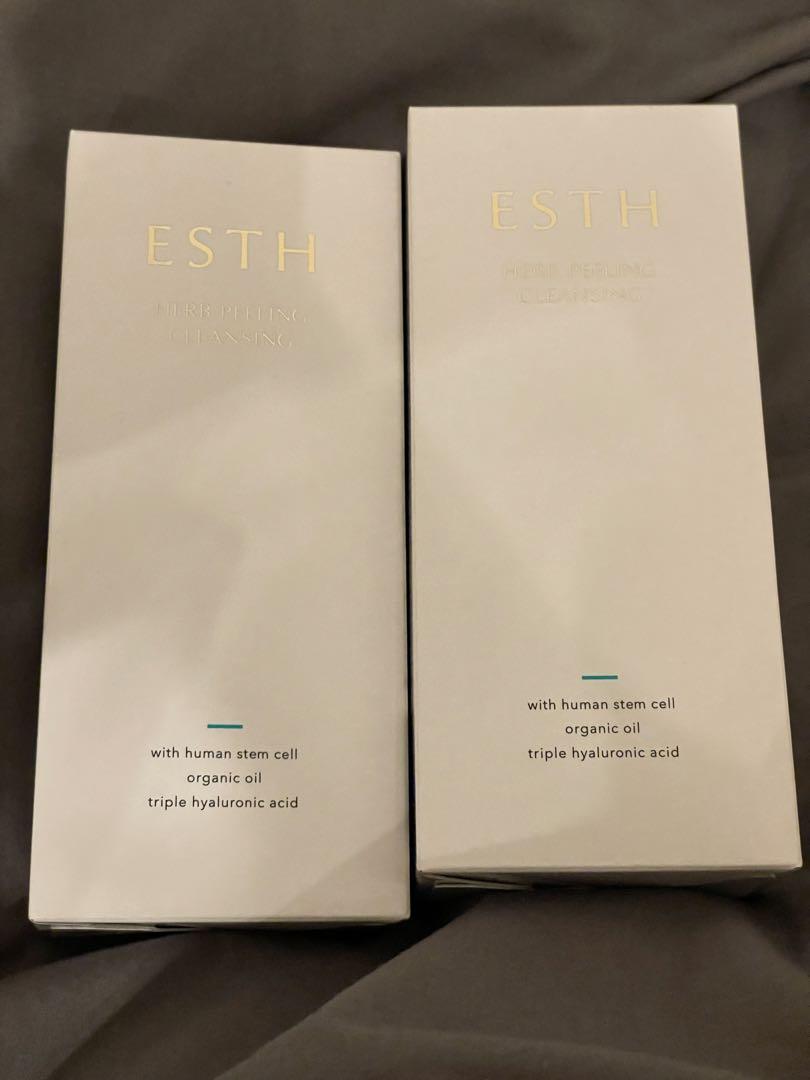 ESTH
HERB PEELING
CLEANSING
with human stem cell
organic oil
triple hyaluronic acid
ESTH
HERB PEELING
CLEANSING
with human stem cell
organic oil
triple hyaluronic acid